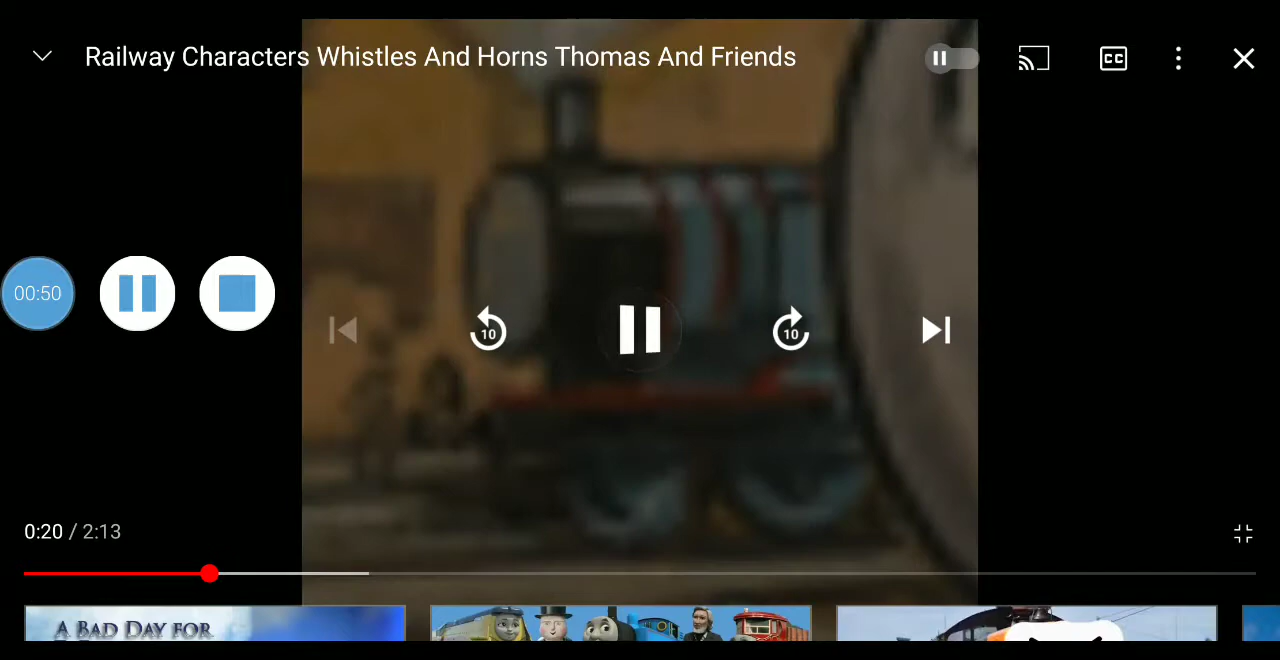 Railway Characters Whistles And Horns Thomas And Friends
CC
00:50
10
10
0:20 / 2:13
A BAD DAY FOR